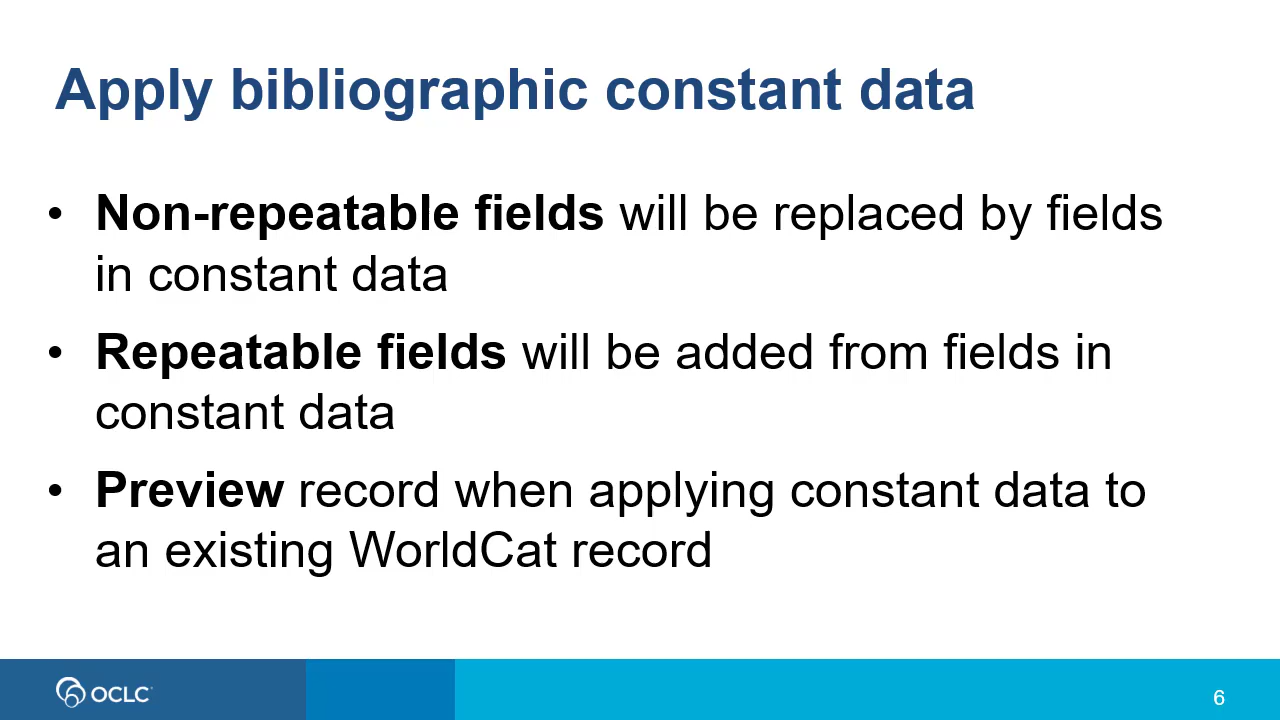 Apply bibliographic constant data
• Non-repeatable fields will be replaced by fields
in constant data
• Repeatable fields will be added from fields in
constant data
• Preview record when applying constant data to
an existing WorldCat record
OCLC
6